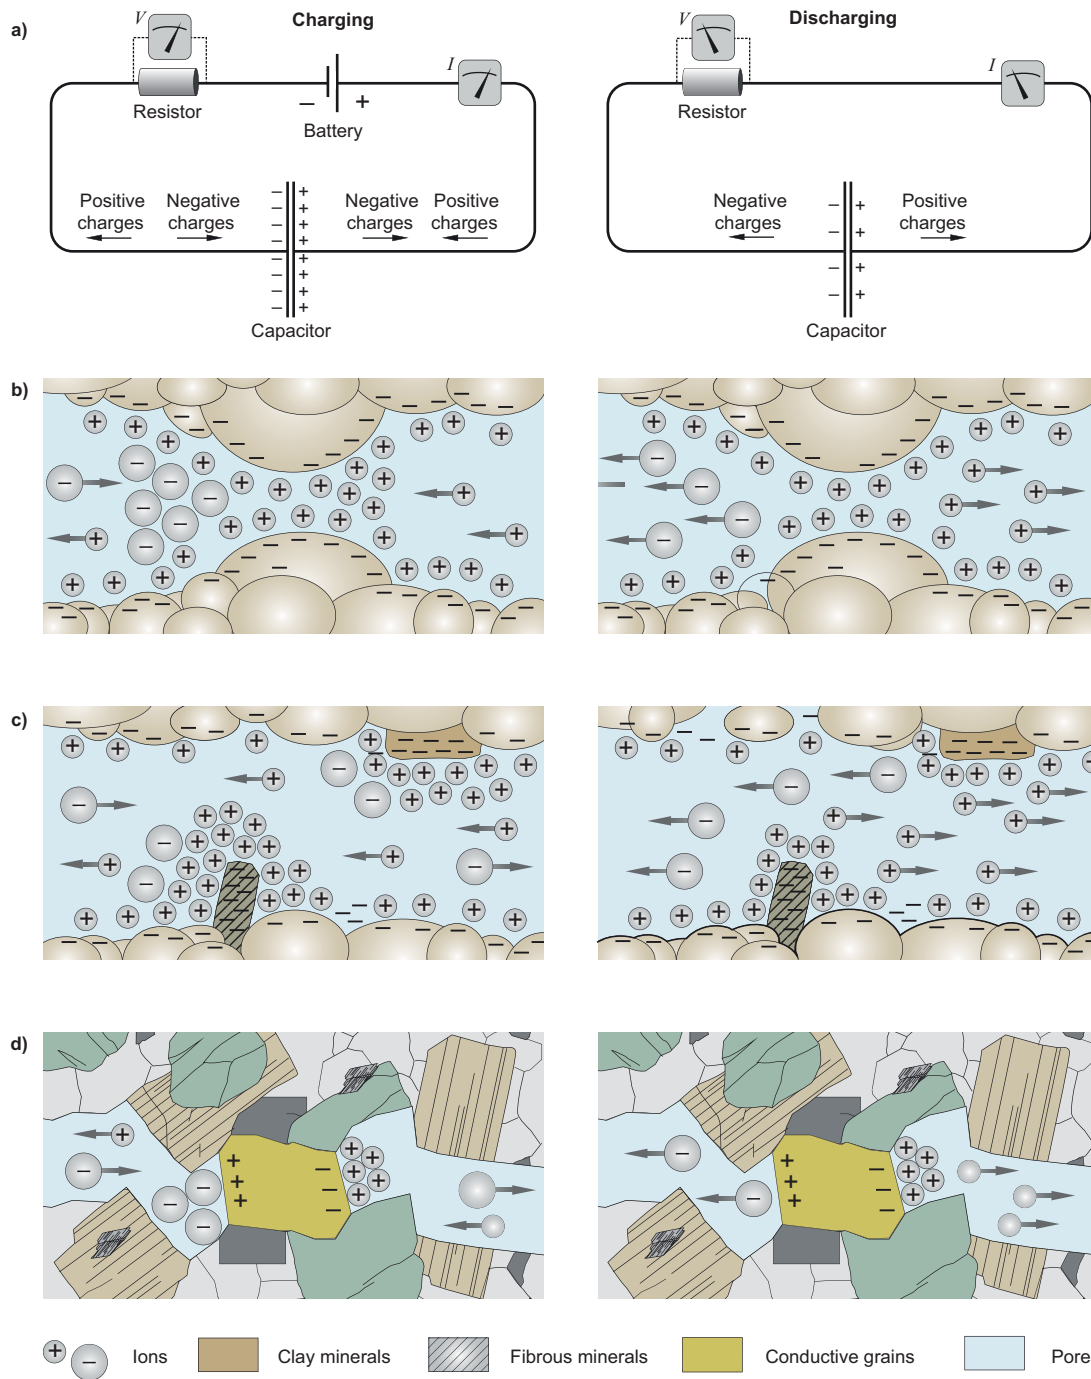 a)
Charging
V
I
Resistor
Battery
Positive charges
Negative charges
Negative charges
Positive charges
Capacitor
Discharging
V
I
Resistor
Negative charges
Positive charges
Capacitor
b)
c)
d)
Ions
Clay minerals
Fibrous minerals
Conductive grains
Pore